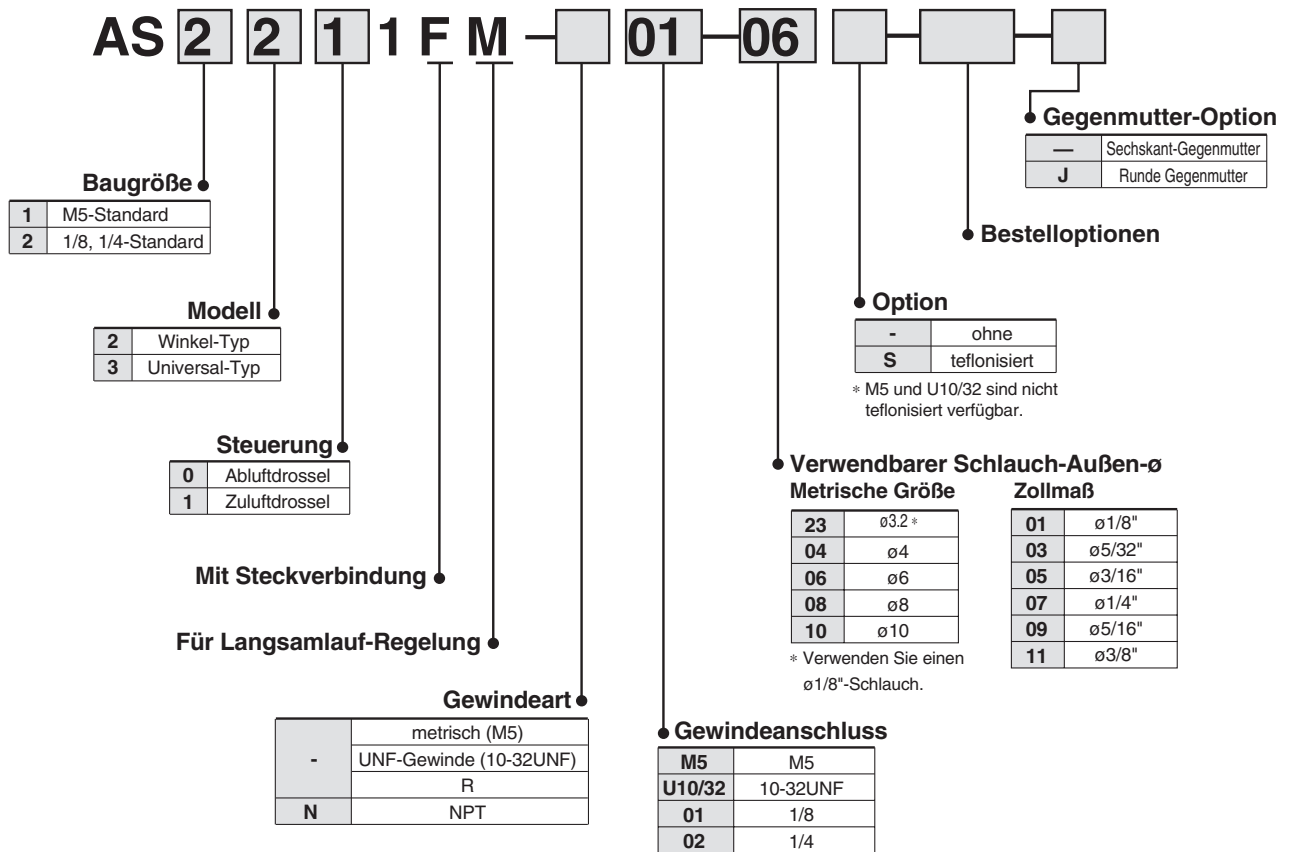 AS 2 2 1 1 F M — 01 — 06 — —
Gegenmutter-Option
— Sechskant-Gegenmutter
J Runde Gegenmutter
Baugröße
1 M5-Standard
2 1/8, 1/4-Standard
Bestelloptionen
Modell
2 Winkel-Typ
3 Universal-Typ
Option
- ohne
S teflonisiert
* M5 und U10/32 sind nicht
teflonisiert verfügbar.
Steuerung
0 Abluftdrossel
1 Zuluftdrossel
Verwendbarer Schlauch-Außen-ø
Metrische Größe
23 ø3.2 *
04 ø4
06 ø6
08 ø8
10 ø10
* Verwenden Sie einen
ø1/8"-Schlauch.
Zollmaß
01 ø1/8"
03 ø5/32"
05 ø3/16"
07 ø1/4"
09 ø5/16"
11 ø3/8"
Mit Steckverbindung
Für Langsamlauf-Regelung
Gewindeart
- metrisch (M5)
UNF-Gewinde (10-32UNF)
R
N NPT
Gewindeanschluss
M5 M5
U10/32 10-32UNF
01 1/8
02 1/4